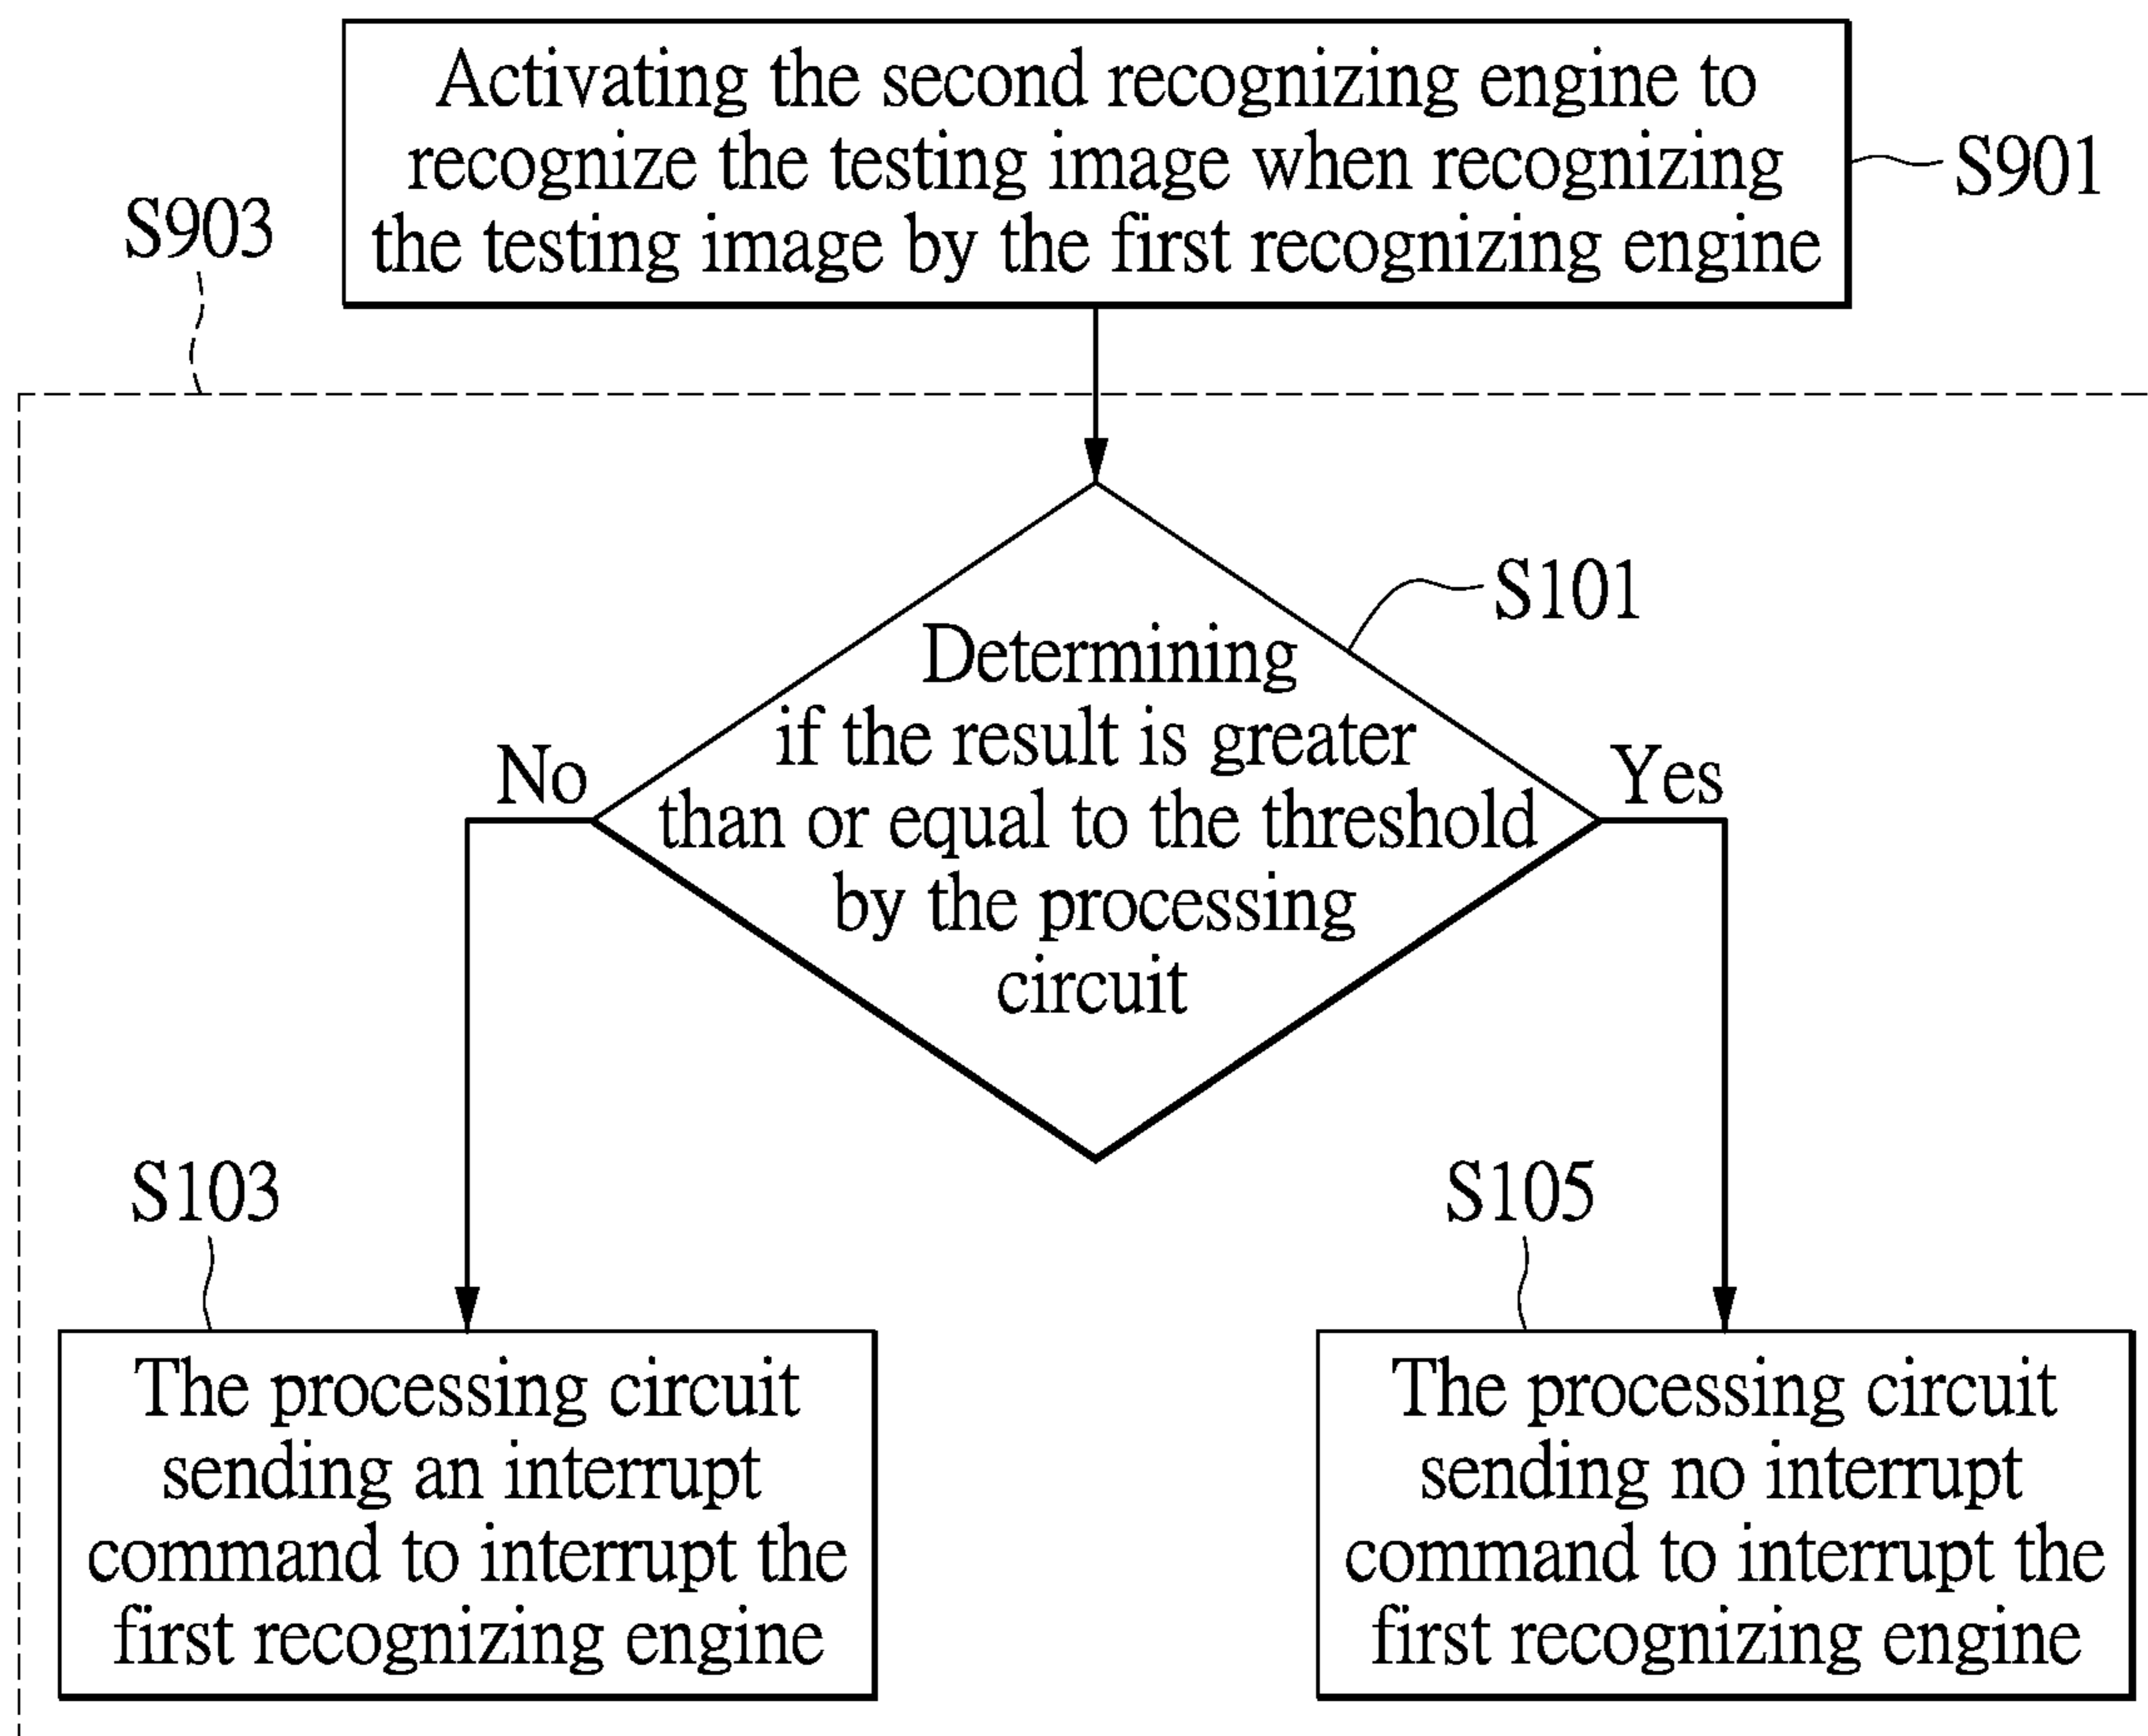 Activating the second recognizing engine to
recognize the testing image when recognizing
the testing image by the first recognizing engine
S901
S903
S101
Determining
if the result is greater
than or equal to the threshold
by the processing
circuit
No
Yes
S103
The processing circuit
sending an interrupt
command to interrupt the
first recognizing engine
S105
The processing circuit
sending no interrupt
command to interrupt the
first recognizing engine